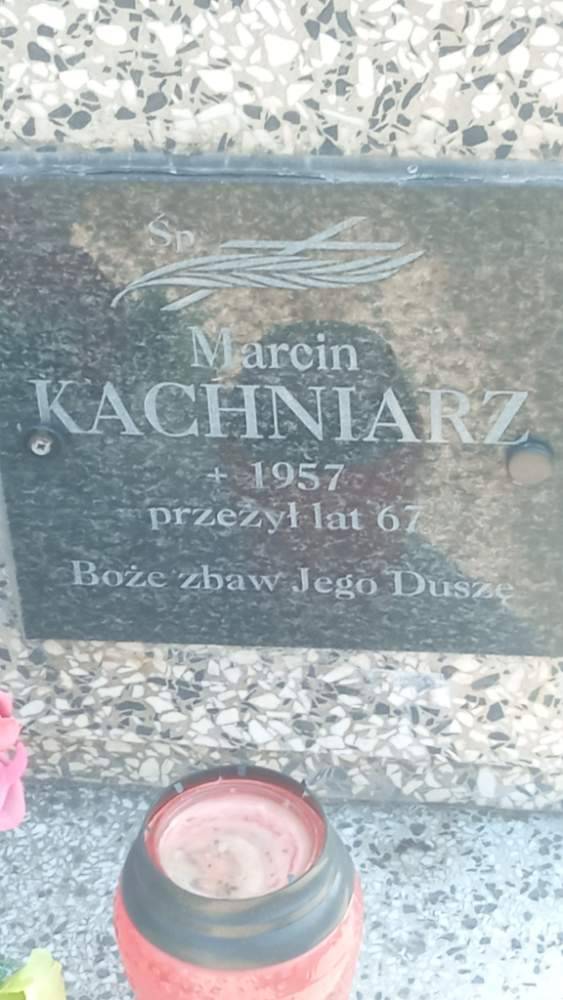 Śp
Marcin
KACHNIARZ
+ 1957
przeżył lat 67
Boże zbaw Jego Duszę